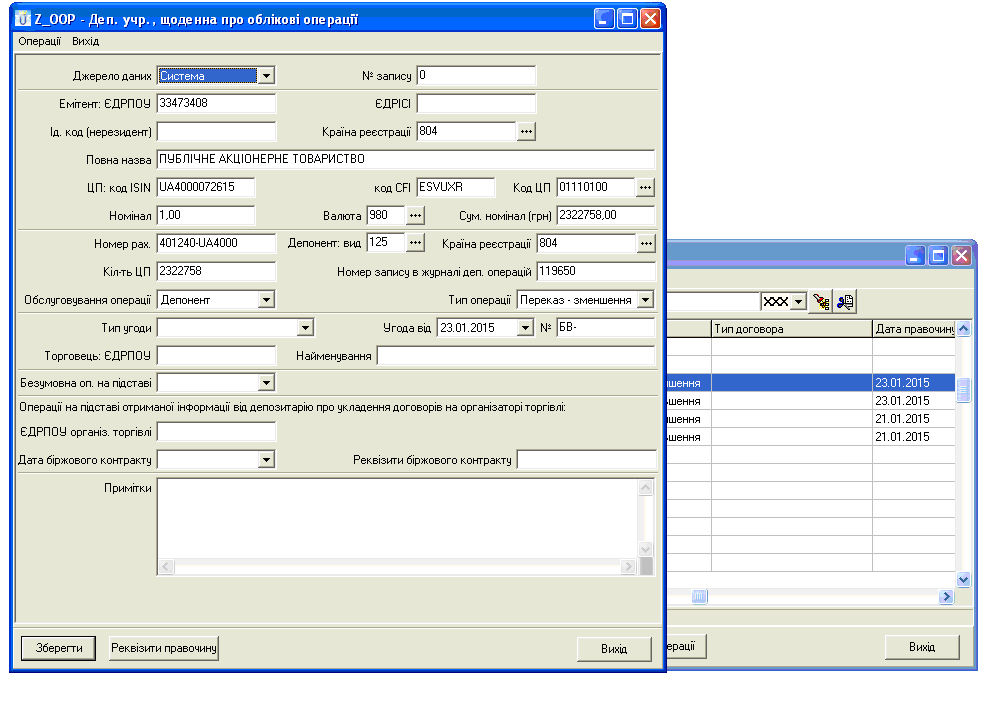 Z_OOP - Деп. учр., щоденна про облікові операції
Операції Вихід
Джерело даних Система № запису 0
Емітент: ЄДРПОУ 33473408 ЄДРІСІ
Ід. код (нерезидент) Країна реєстрації 804 ...
Повна назва ПУБЛІЧНЕ АКЦІОНЕРНЕ ТОВАРИСТВО
ЦП: код ISIN UA4000072615 код CFI ESVUXR Код ЦП 01110100 ...
Номінал 1,00 Валюта 980 ... Сум. номінал (грн) 2322758,00
Номер рах. 401240-UA4000 Депонент: вид 125 ... Країна реєстрації 804 ...
Кіл-ть ЦП 2322758 Номер запису в журналі деп. операцій 119650
Обслуговування операції Депонент Тип операції Переказ - зменшення
Тип угоди Угода від 23.01.2015 № БВ-
Торговець: ЄДРПОУ Найменування
Безумовна оп. на підставі
Операції на підставі отриманої інформації від депозитарію про укладення договорів на організаторі торгівлі:
ЄДРПОУ організ. торгівлі
Дата біржового контракту Реквізити біржового контракту
Примітки
Зберегти Реквізити правочину Вихід
XXX
Тип договора Дата правочину
ншення 23.01.2015
ьшення 23.01.2015
ншення 21.01.2015
ьшення 21.01.2015
ерації Вихід